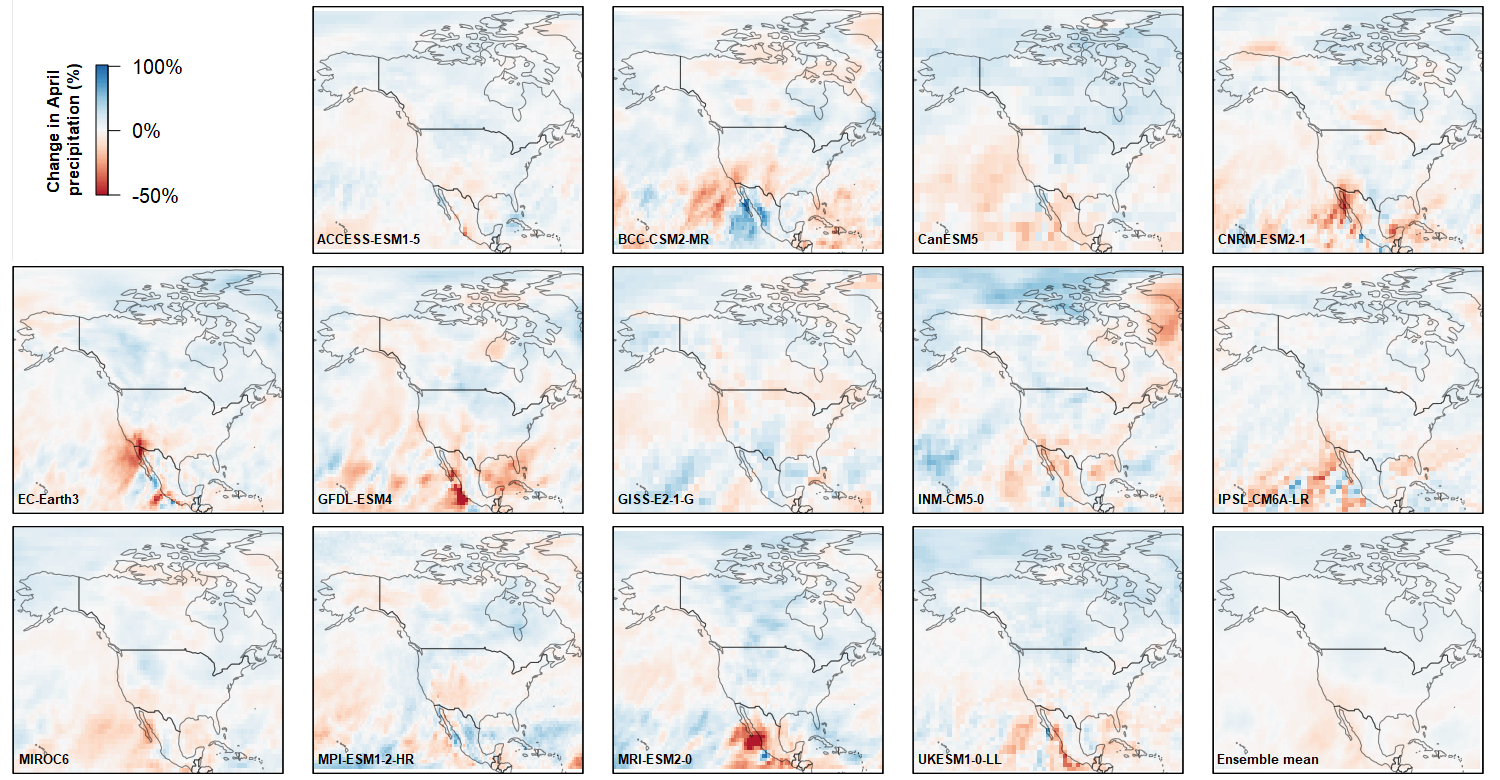 Change in April
precipitation (%)
100%
0%
-50%
ACCESS-ESM1-5
BCC-CSM2-MR
CanESM5
CNRM-ESM2-1
EC-Earth3
GFDL-ESM4
GISS-E2-1-G
INM-CM5-0
IPSL-CM6A-LR
MIROC6
MPI-ESM1-2-HR
MRI-ESM2-0
UKESM1-0-LL
Ensemble mean